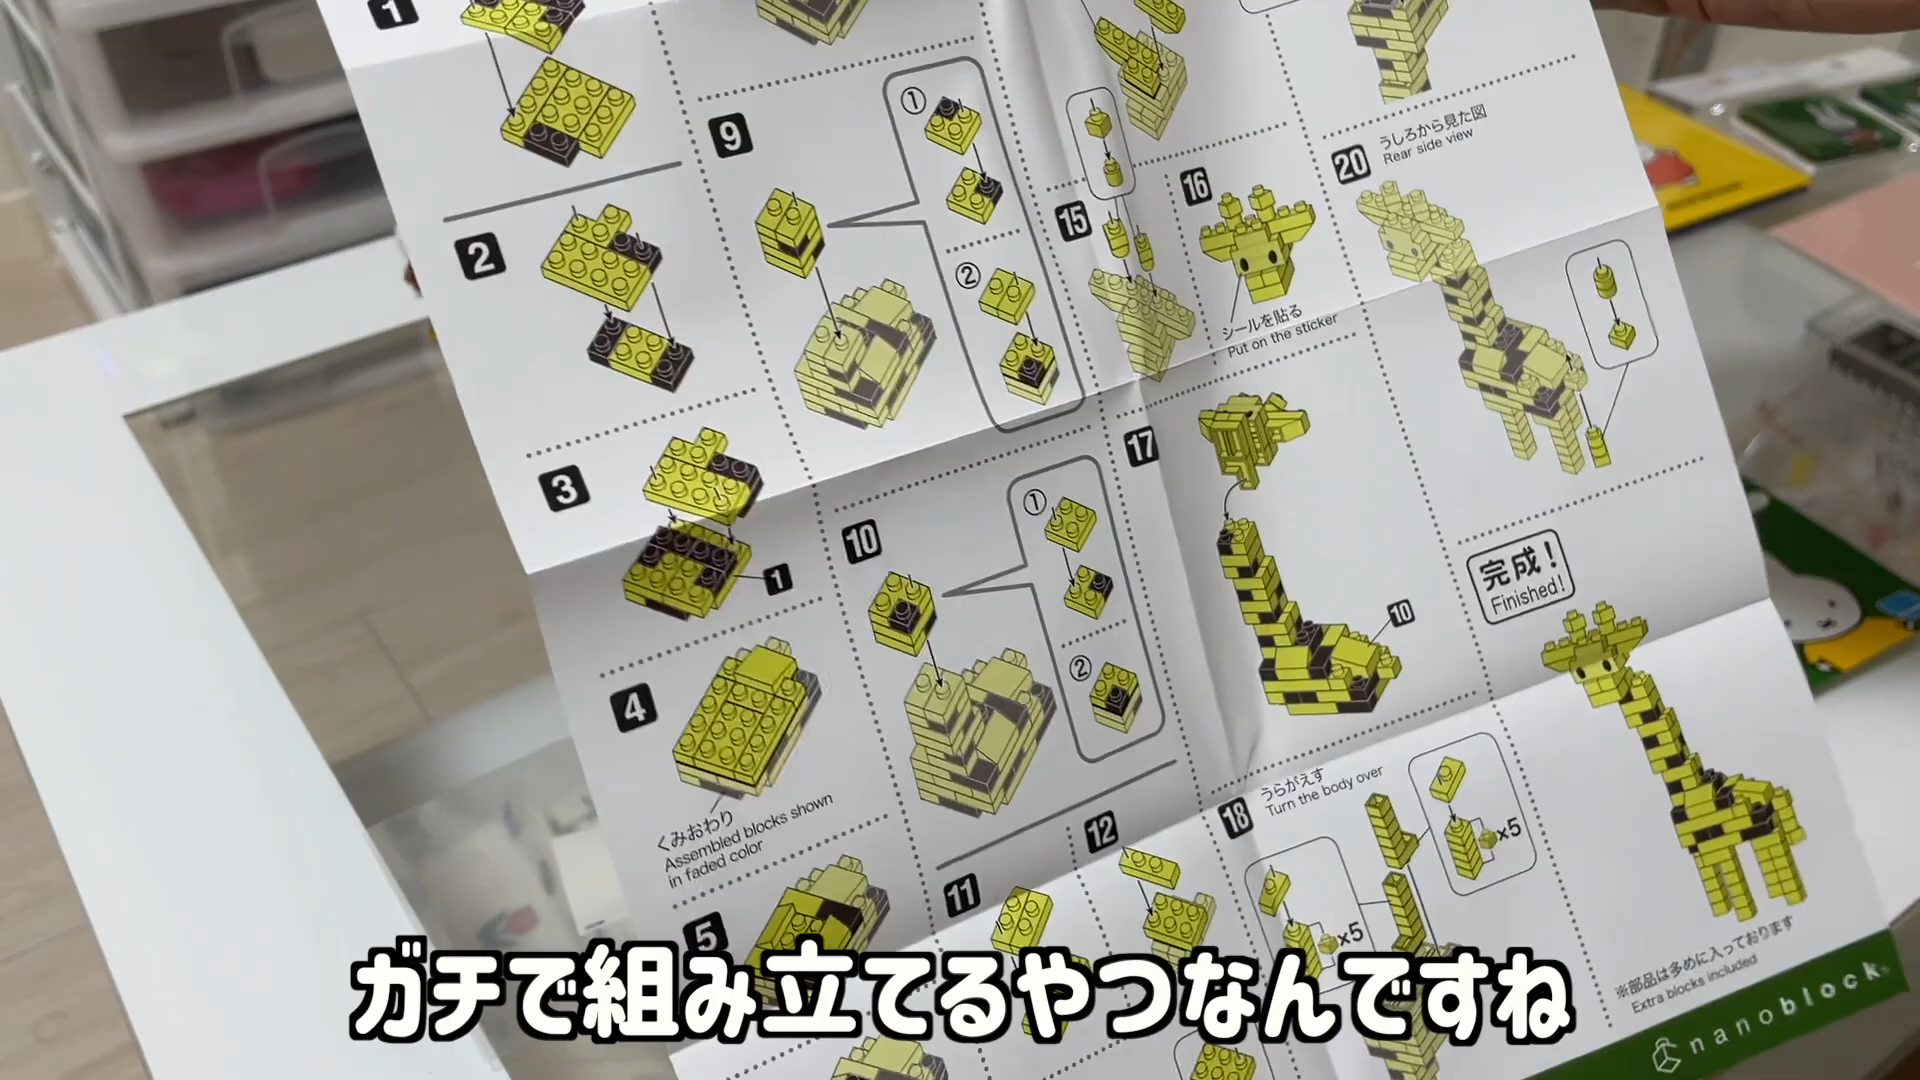 1
2
3
1
4
くみおわり
Assembled blocks shown
in faded color
5
9
①
②
10
①
②
11
12
15
16
シールを貼る
Put on the sticker
17
10
18
うらがえす
Turn the body over
×5
×5
20
うしろから見た図
Rear side view
完成!
Finished!
※部品は多めに入っております
Extra blocks included
nanoblock
ガチで組み立てるやつなんですね